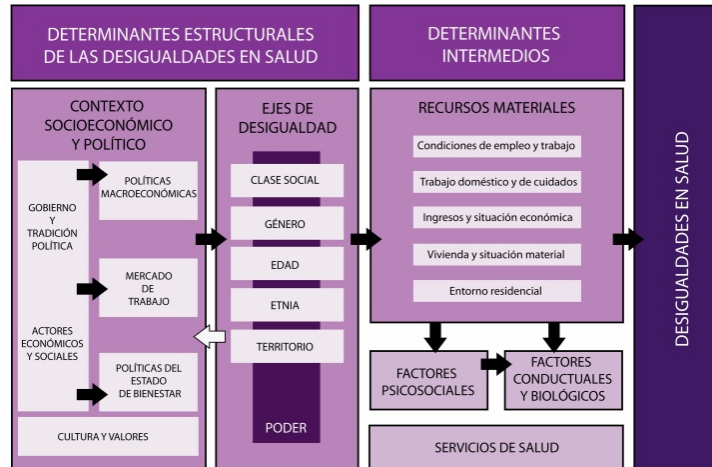 DETERMINANTES ESTRUCTURALES
DE LAS DESIGUALDADES EN SALUD
DETERMINANTES
INTERMEDIOS
CONTEXTO
SOCIOECONÓMICO
Y POLÍTICO
GOBIERNO
Y
TRADICIÓN
POLÍTICA
ACTORES
ECONÓMICOS
Y SOCIALES
POLÍTICAS
MACROECONÓMICAS
MERCADO
DE
TRABAJO
POLÍTICAS DEL
ESTADO
DE BIENESTAR
CULTURA Y VALORES
EJES DE
DESIGUALDAD
CLASE SOCIAL
GÉNERO
EDAD
ETNIA
TERRITORIO
PODER
RECURSOS MATERIALES
Condiciones de empleo y trabajo
Trabajo doméstico y de cuidados
Ingresos y situación económica
Vivienda y situación material
Entorno residencial
FACTORES
PSICOSOCIALES
FACTORES
CONDUCTUALES
Y BIOLÓGICOS
SERVICIOS DE SALUD
DESIGUALDADES EN SALUD